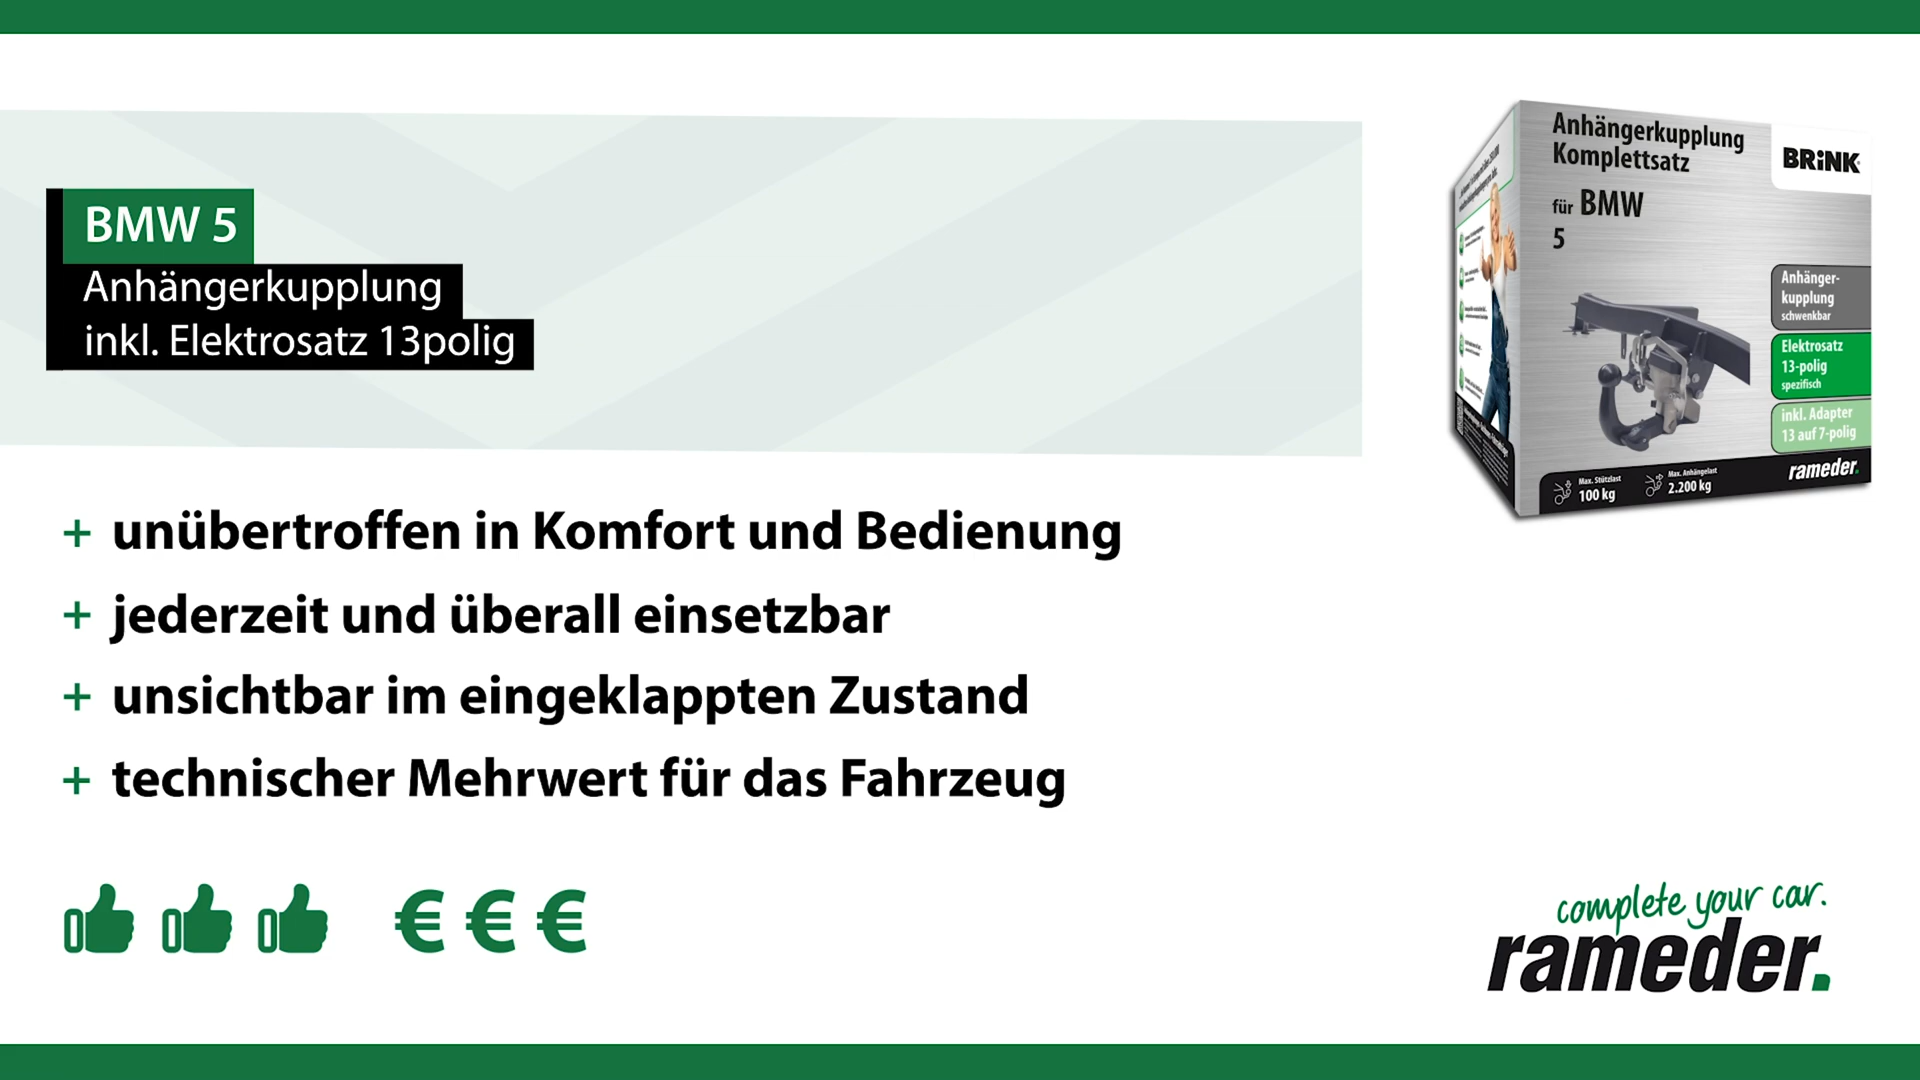 BMW 5
Anhängerkupplung
inkl. Elektrosatz 13polig
Anhängerkupplung
Komplettsatz
BRiNK
für BMW
5
Anhänger-
kupplung
schwenkbar
Elektrosatz
13-polig
spezifisch
inkl. Adapter
13 auf 7-polig
Max. Stützlast
100 kg
Max. Anhängelast
2.200 kg
rameder.
+ unübertroffen in Komfort und Bedienung
+ jederzeit und überall einsetzbar
+ unsichtbar im eingeklappten Zustand
+ technischer Mehrwert für das Fahrzeug
€ € €
complete your car.
rameder.